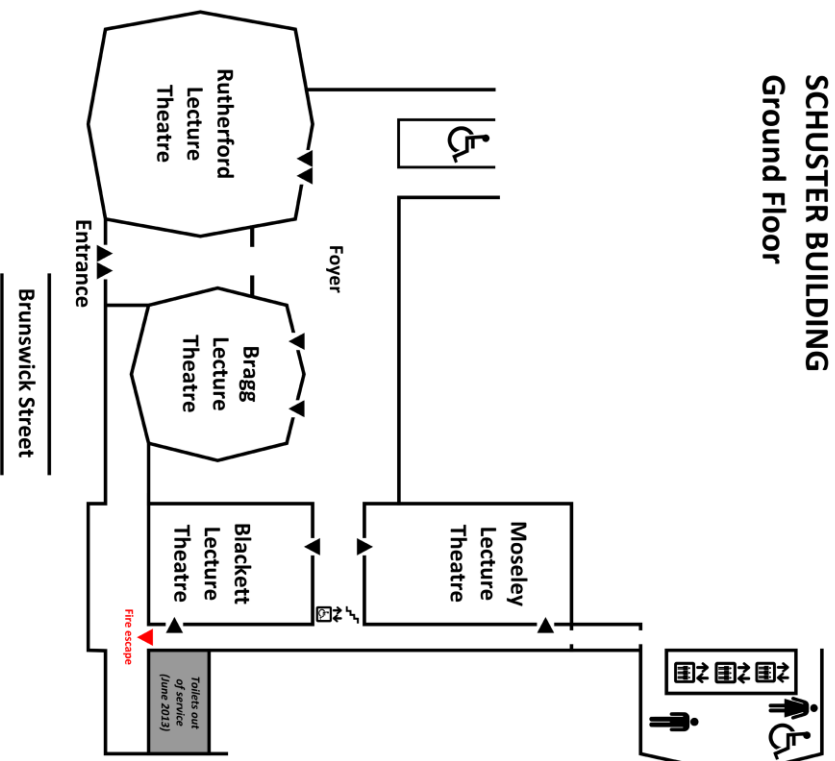 SCHUSTER BUILDING
Ground Floor
Rutherford
Lecture
Theatre
Foyer
Entrance
Bragg
Lecture
Theatre
Brunswick Street
Moseley
Lecture
Theatre
Blackett
Lecture
Theatre
Fire escape
Toilets out
of service
(June 2013)